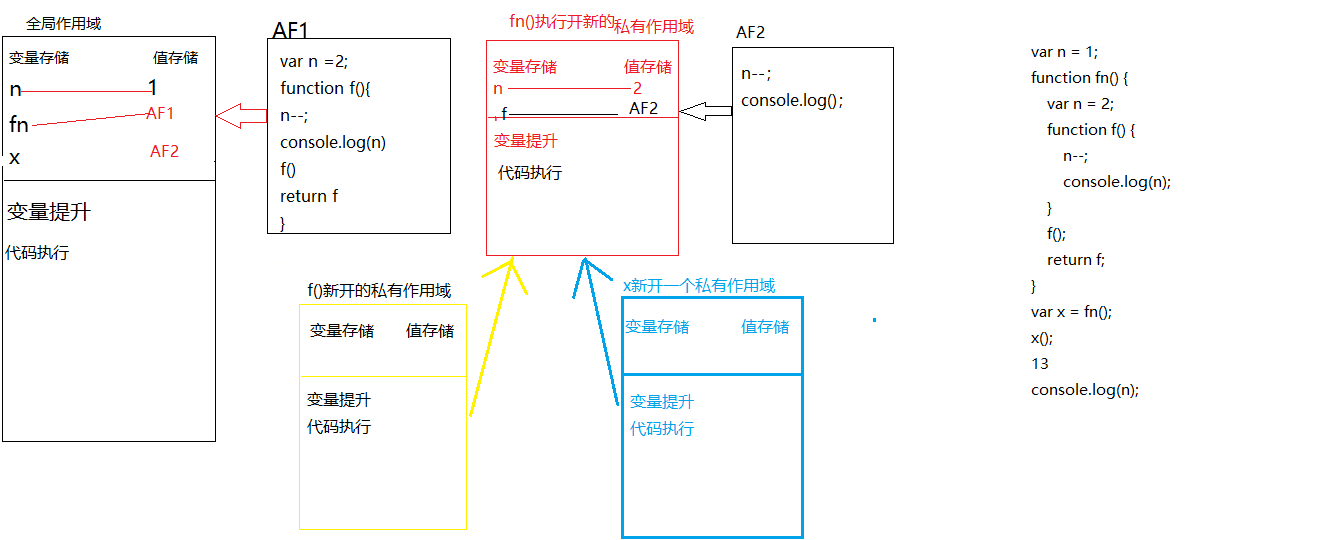 全局作用域
变量存储 值存储
n 1
fn AF1
x AF2
变量提升
代码执行
AF1
var n =2;
function f(){
n--;
console.log(n)
f()
return f
}
fn()执行开新的私有作用域
变量存储 值存储
n 2
f AF2
变量提升
代码执行
AF2
n--;
console.log();
f()新开的私有作用域
变量存储 值存储
变量提升
代码执行
x新开一个私有作用域
变量存储 值存储
变量提升
代码执行
var n = 1;
function fn() {
var n = 2;
function f() {
n--;
console.log(n);
}
f();
return f;
}
var x = fn();
x();
13
console.log(n);